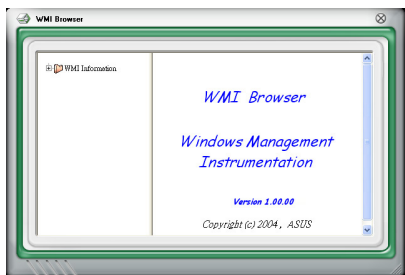 WMI Browser
WMI Information
WMI Browser
Windows Management
Instrumentation
Version 1.00.00
Copyright (c) 2004, ASUS